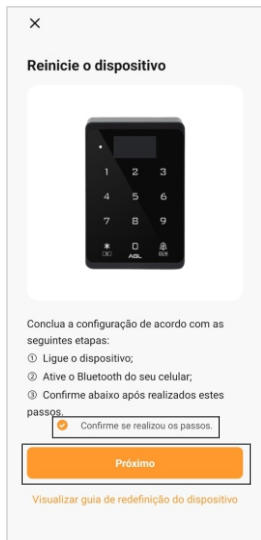 Reinicie o dispositivo
1 2 3
4 5 6
7 8 9
AGL
Conclua a configuração de acordo com as
seguintes etapas:
① Ligue o dispositivo;
② Ative o Bluetooth do seu celular;
③ Confirme abaixo após realizados estes
passos.
Confirme se realizou os passos.
Próximo
Visualizar guia de redefinição do dispositivo